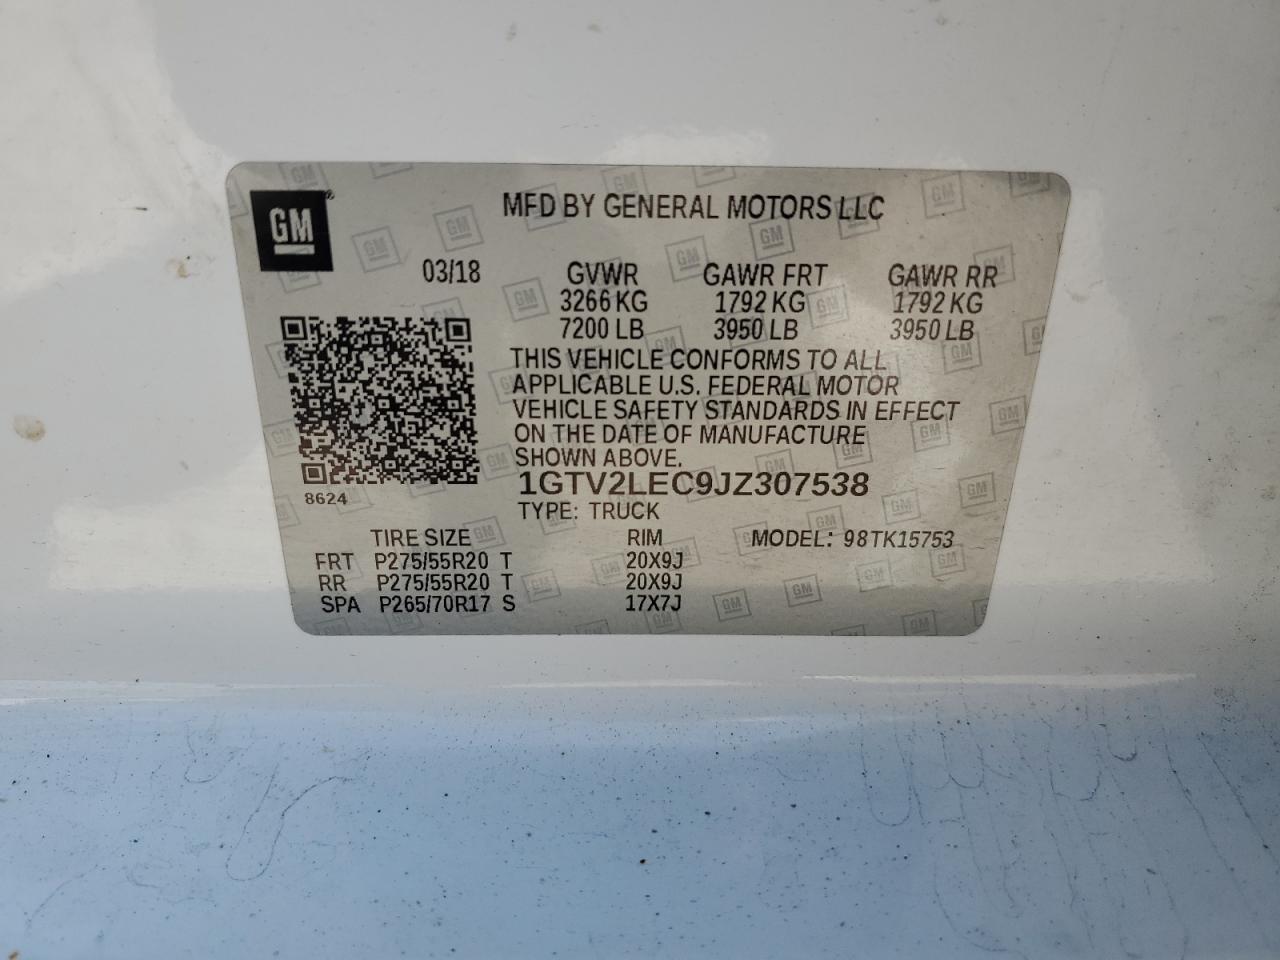 GM
MFD BY GENERAL MOTORS LLC
03/18 GVWR GAWR FRT GAWR RR
3266 KG 1792 KG 1792 KG
7200 LB 3950 LB 3950 LB
THIS VEHICLE CONFORMS TO ALL
APPLICABLE U.S. FEDERAL MOTOR
VEHICLE SAFETY STANDARDS IN EFFECT
ON THE DATE OF MANUFACTURE
SHOWN ABOVE.
1GTV2LEC9JZ307538
8624
TYPE: TRUCK
TIRE SIZE RIM MODEL: 98TK15753
FRT P275/55R20 T 20X9J
RR P275/55R20 T 20X9J
SPA P265/70R17 S 17X7J